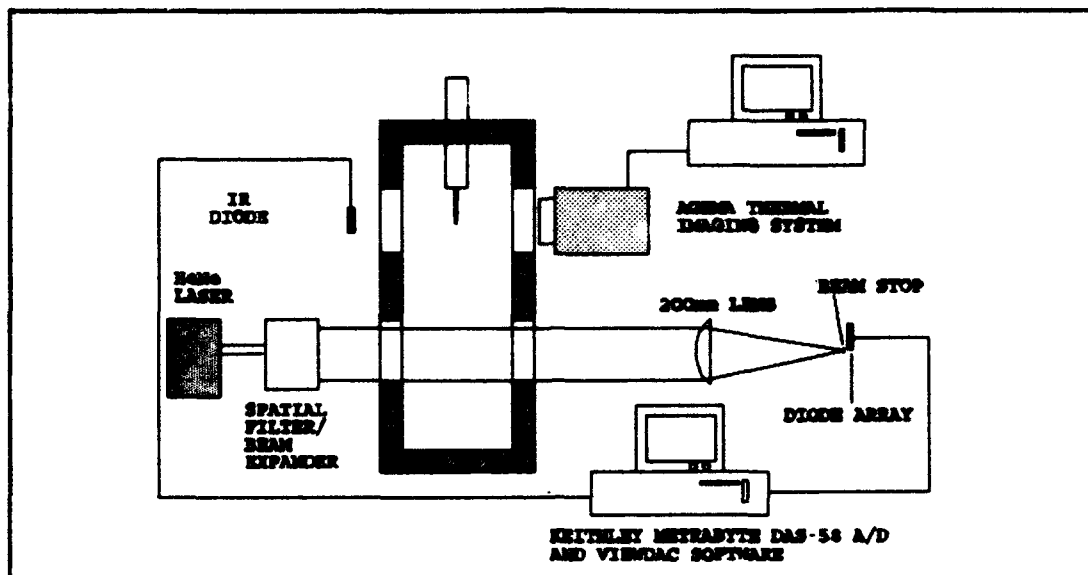 IR
DIODE
HeNe
LASER
SPATIAL
FILTER/
BEAM
EXPANDER
AGEMA THERMAL
IMAGING SYSTEM
200mm LENS
BEAM STOP
DIODE ARRAY
KEITHLEY METRABYTE DAS-58 A/D
AND VIEWDAC SOFTWARE